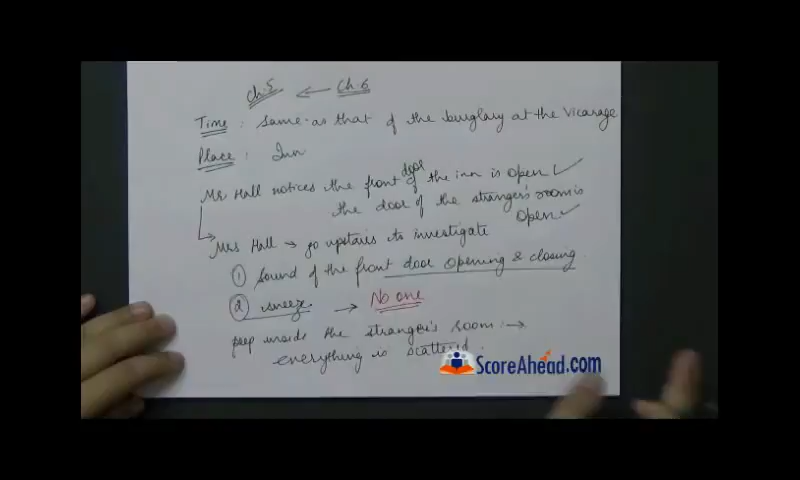 Ch.5 ← Ch.6
Time : Same as that of the burglary at the Vicarage
Place : Inn
Mr Hall notices the front door of the inn is open ✓
the door of the stranger's room is
open ✓
Mrs Hall → go upstairs to investigate
① Sound of the front door opening & closing
② sneeze → No one
peep inside the stranger's room :→
everything is scattered.
ScoreAhead.com